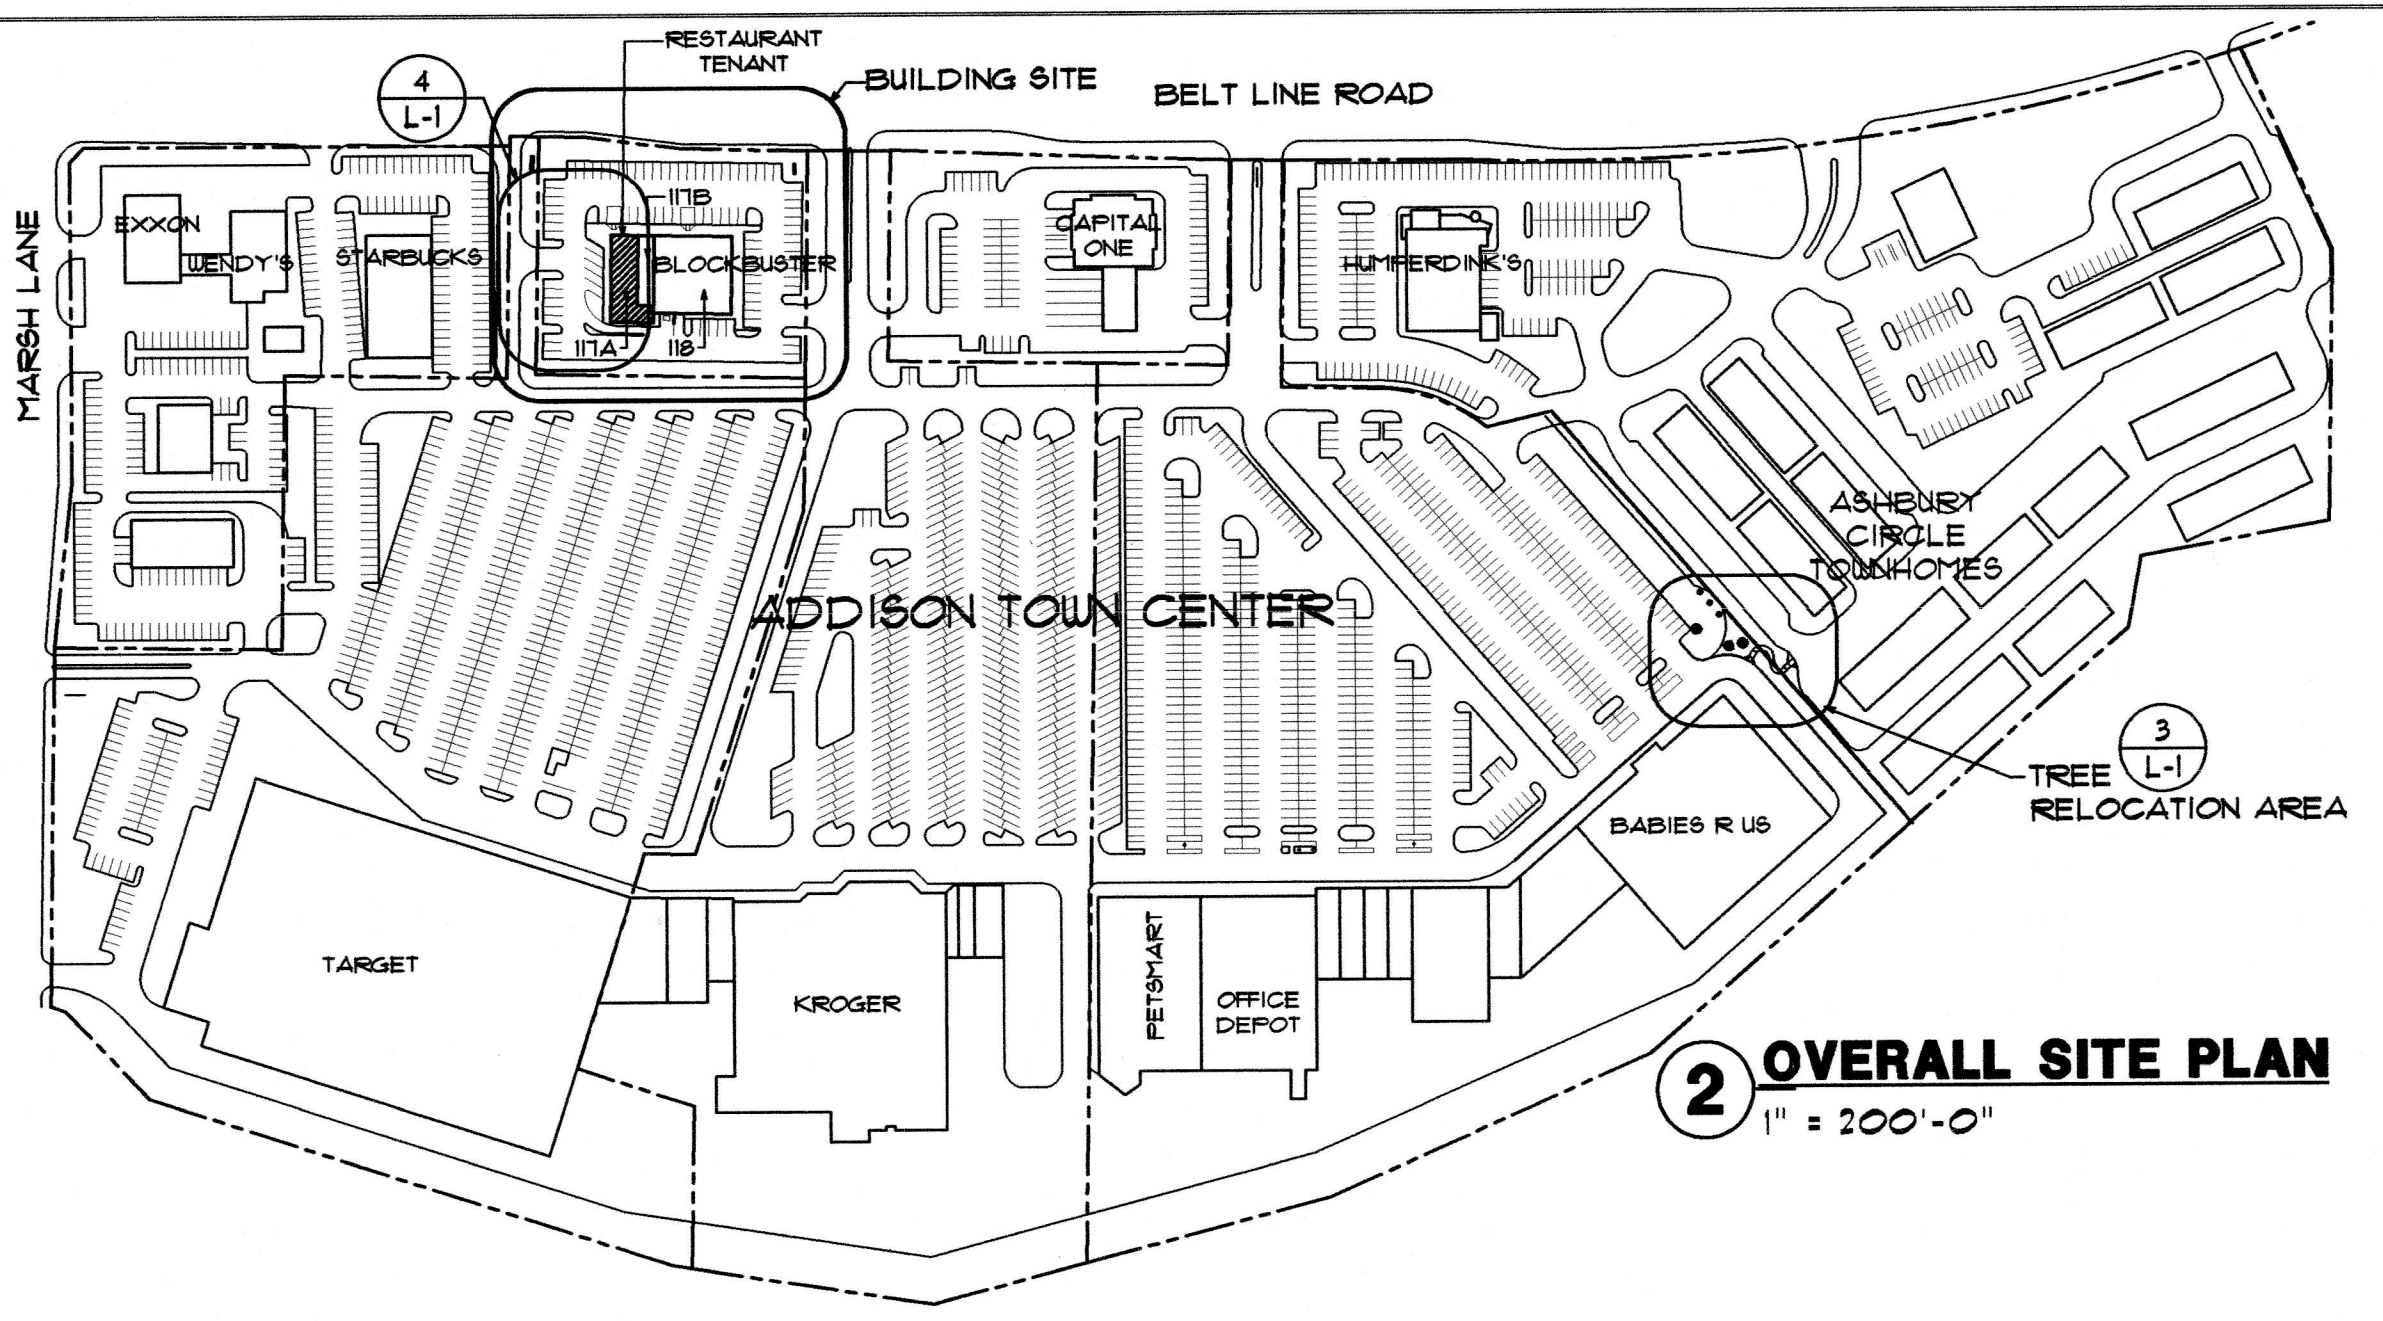 RESTAURANT
TENANT
4
L-1
BUILDING SITE
BELT LINE ROAD
MARSH LANE
EXXON
WENDY'S
STARBUCKS
117B
BLOCKBUSTER
117A
118
CAPITAL
ONE
HUMPERDINK'S
ASHBURY
CIRCLE
TOWNHOMES
ADDISON TOWN CENTER
3
L-1
TREE
RELOCATION AREA
BABIES R US
TARGET
KROGER
PETSMART
OFFICE
DEPOT
2 OVERALL SITE PLAN
1" = 200'-0"